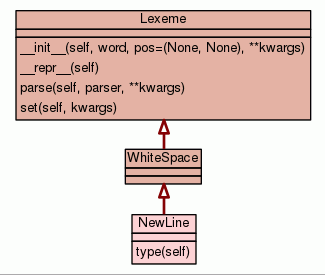 Lexeme
__init__(self, word, pos=(None, None), **kwargs)
__repr__(self)
parse(self, parser, **kwargs)
set(self, kwargs)
WhiteSpace
NewLine
type(self)